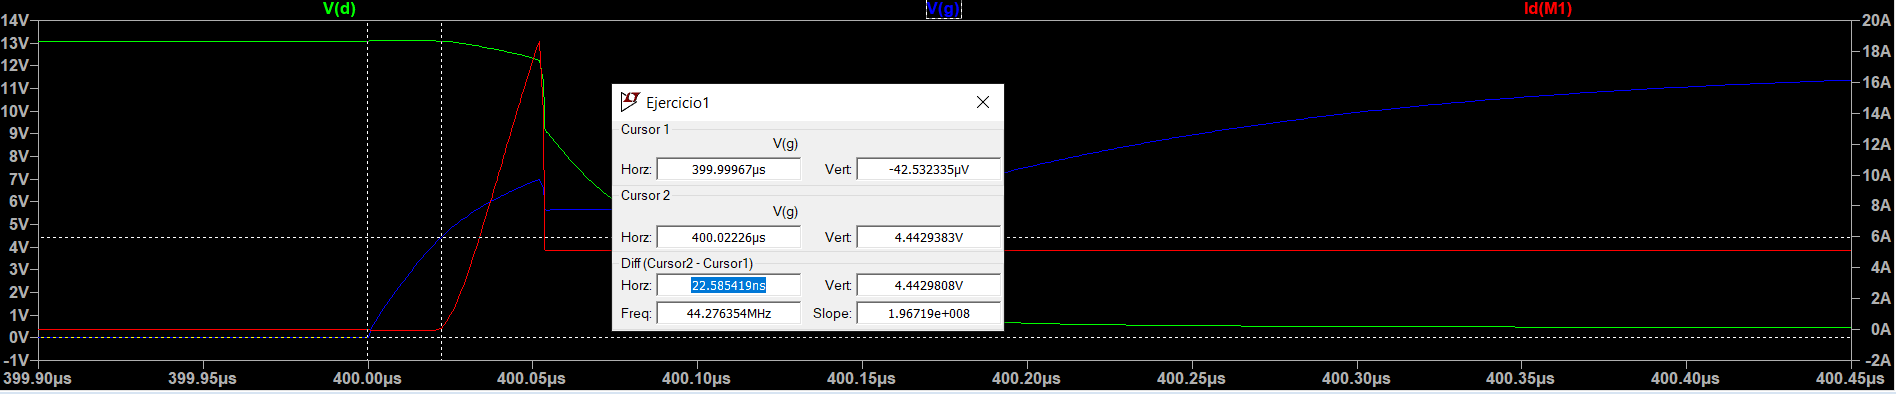 V(d) V(g) Id(M1)
14V 20A
13V 18A
12V 16A
11V 14A
10V 12A
9V 10A
8V 8A
7V 6A
6V 4A
5V 2A
4V 0A
3V -2A
2V
1V
0V
-1V
399.90µs 399.95µs 400.00µs 400.05µs 400.10µs 400.15µs 400.20µs 400.25µs 400.30µs 400.35µs 400.40µs 400.45µs
Ejercicio1
Cursor 1
V(g)
Horz: 399.99967µs Vert: -42.532335µV
Cursor 2
V(g)
Horz: 400.02226µs Vert: 4.4429383V
Diff (Cursor2 - Cursor1)
Horz: 22.585419ns Vert: 4.4429808V
Freq: 44.276354MHz Slope: 1.96719e+008